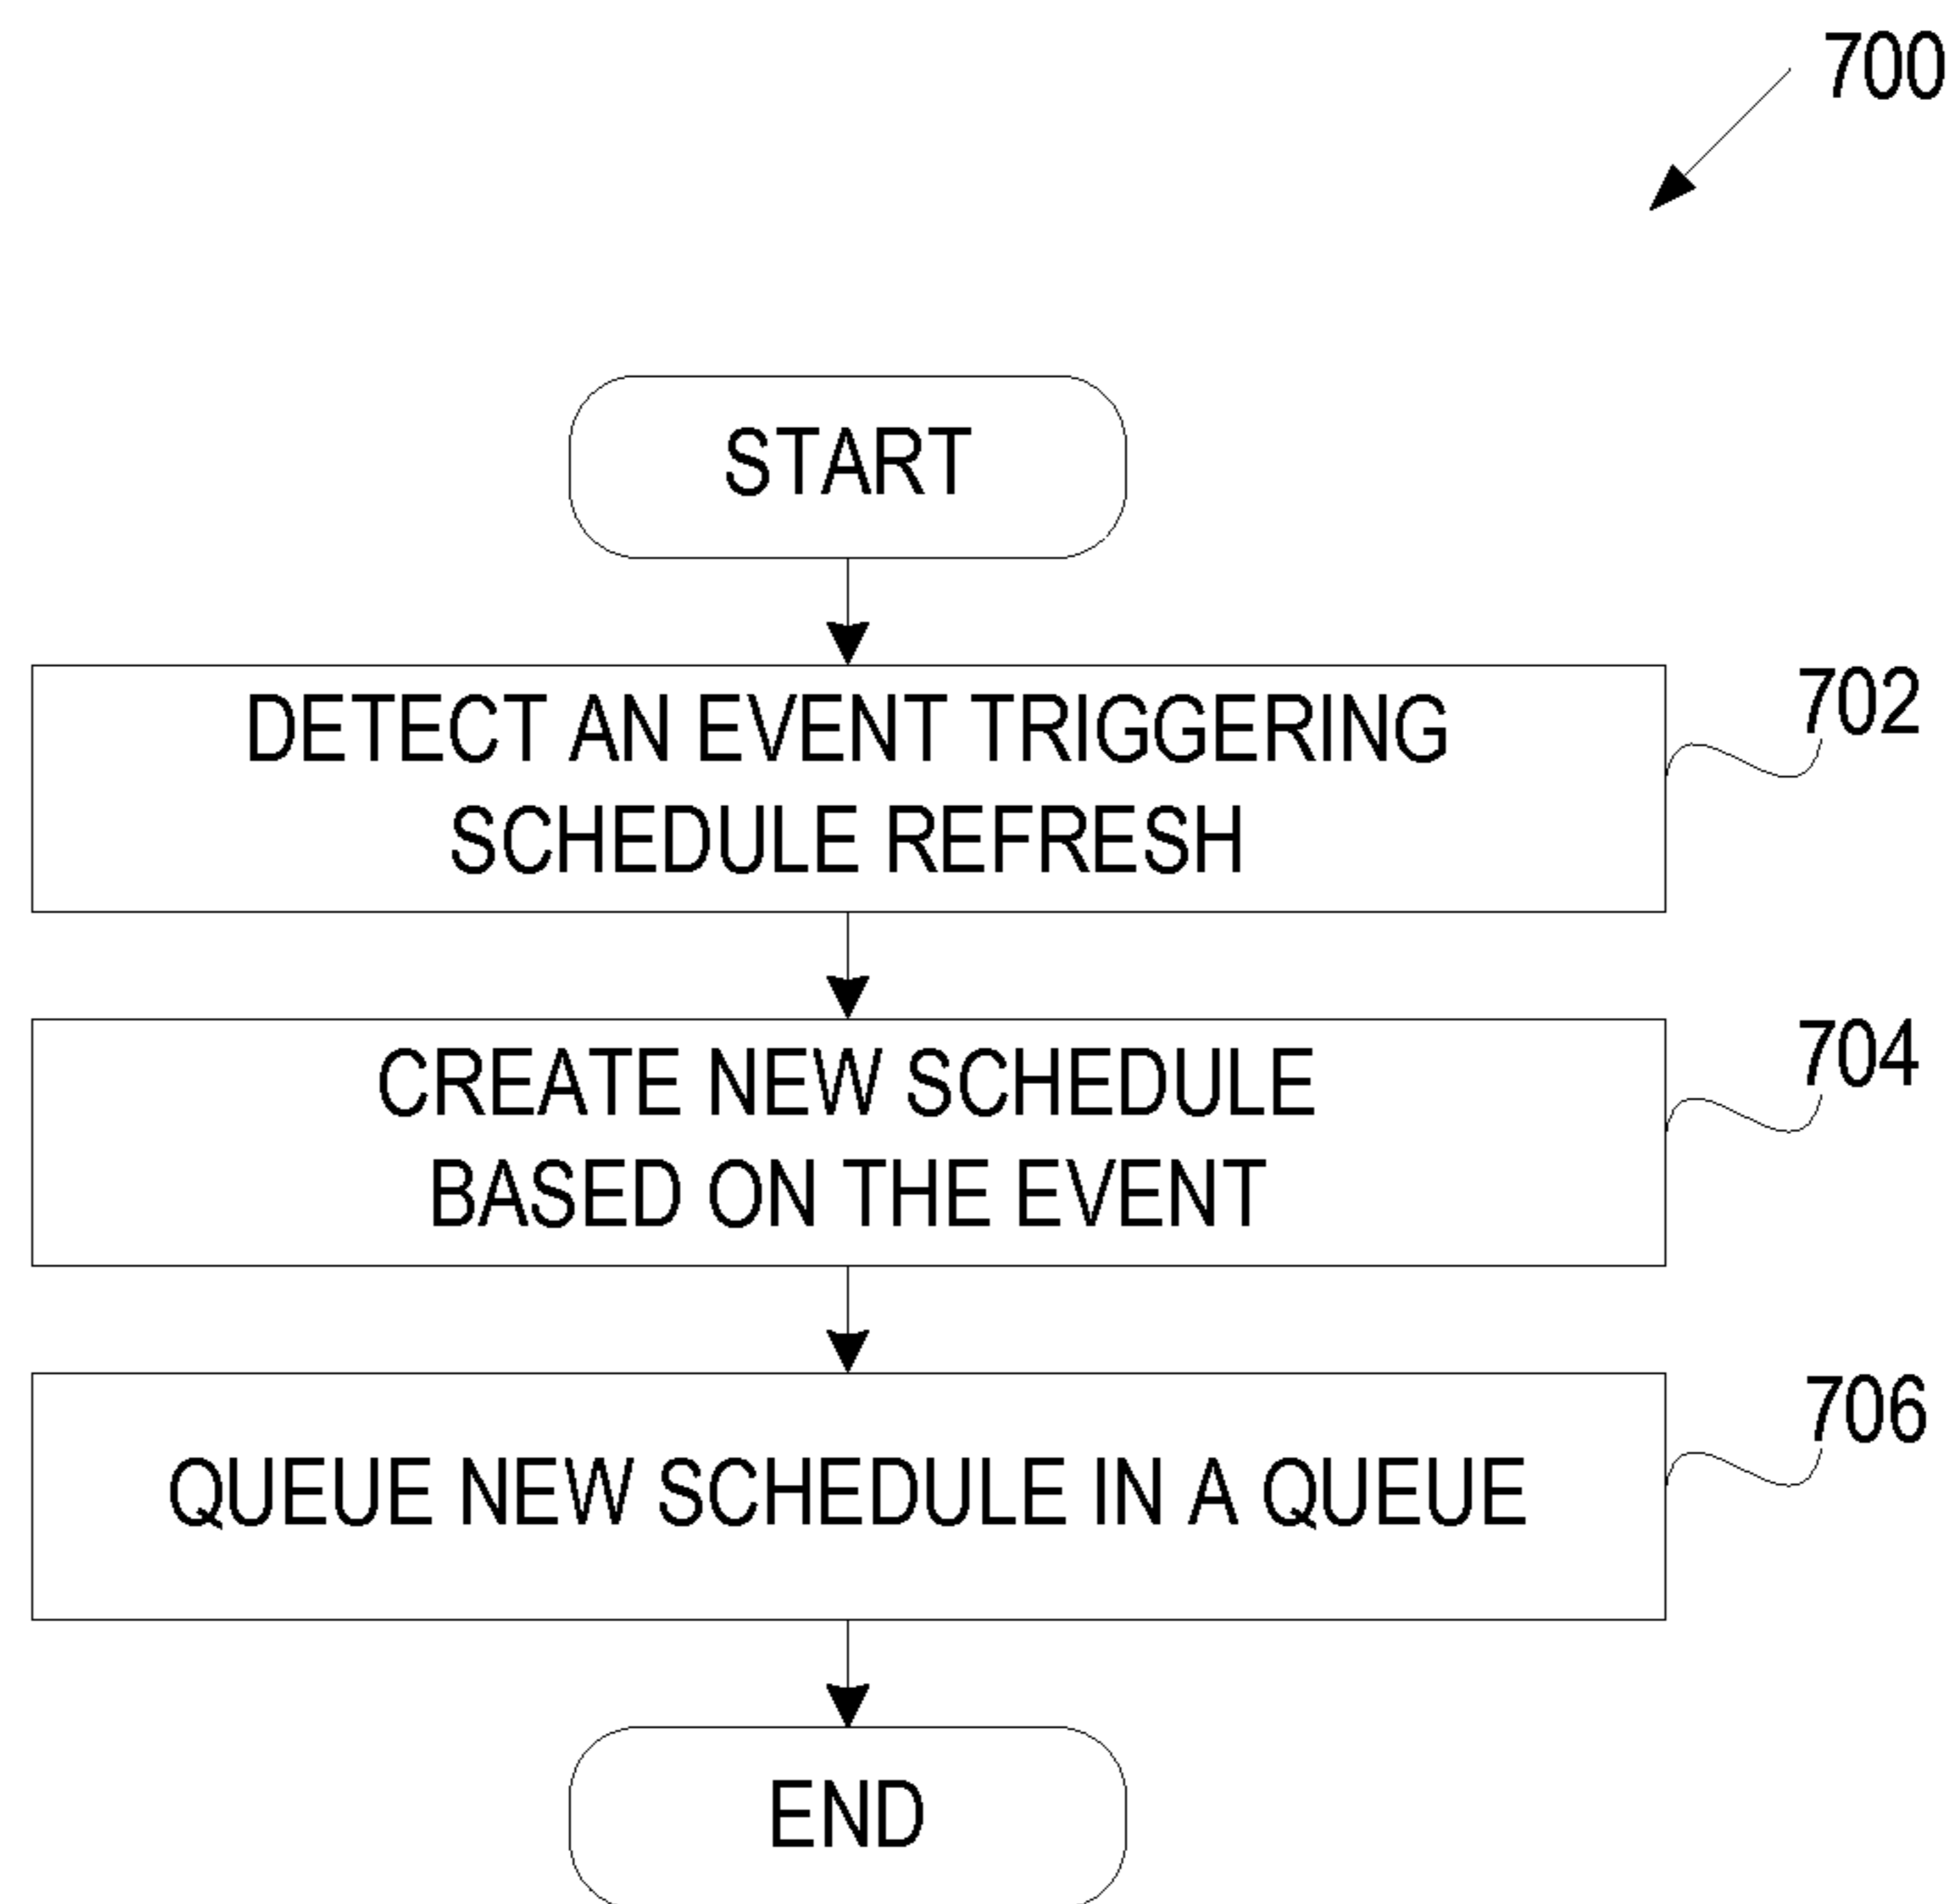 700
START
DETECT AN EVENT TRIGGERING
SCHEDULE REFRESH
702
CREATE NEW SCHEDULE
BASED ON THE EVENT
704
QUEUE NEW SCHEDULE IN A QUEUE
706
END